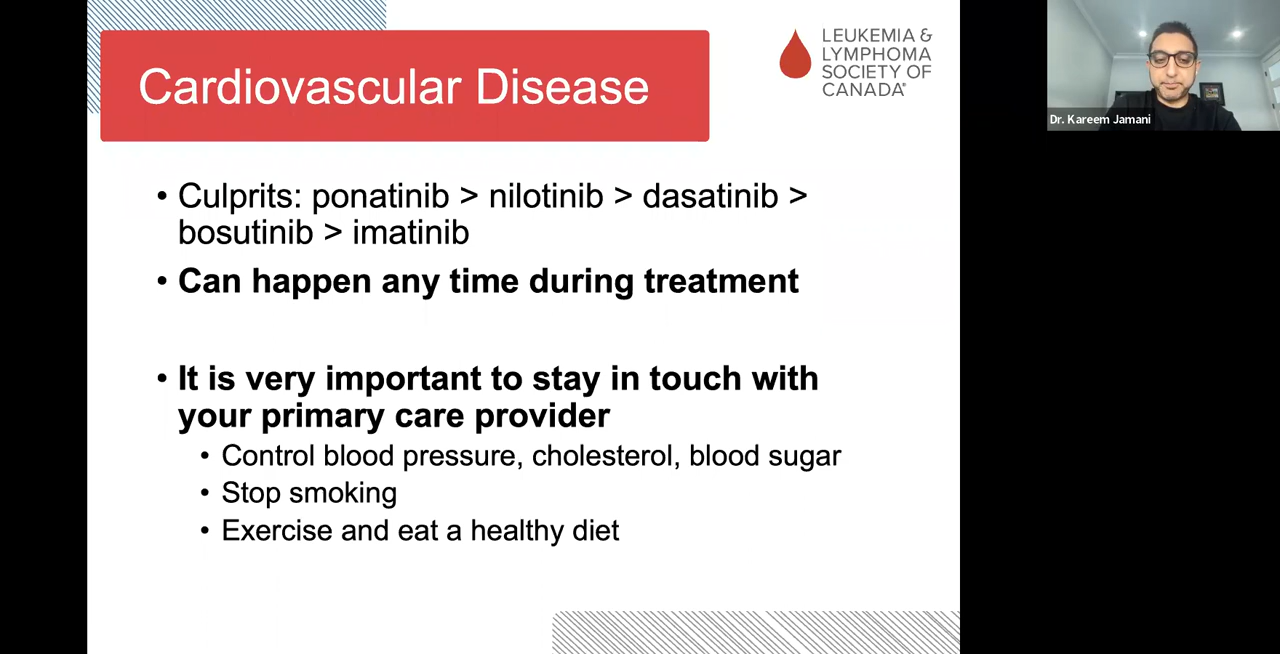 Cardiovascular Disease
LEUKEMIA &
LYMPHOMA
SOCIETY OF
CANADA®
Dr. Kareem Jamani
• Culprits: ponatinib > nilotinib > dasatinib >
bosutinib > imatinib
• Can happen any time during treatment
• It is very important to stay in touch with
your primary care provider
• Control blood pressure, cholesterol, blood sugar
• Stop smoking
• Exercise and eat a healthy diet